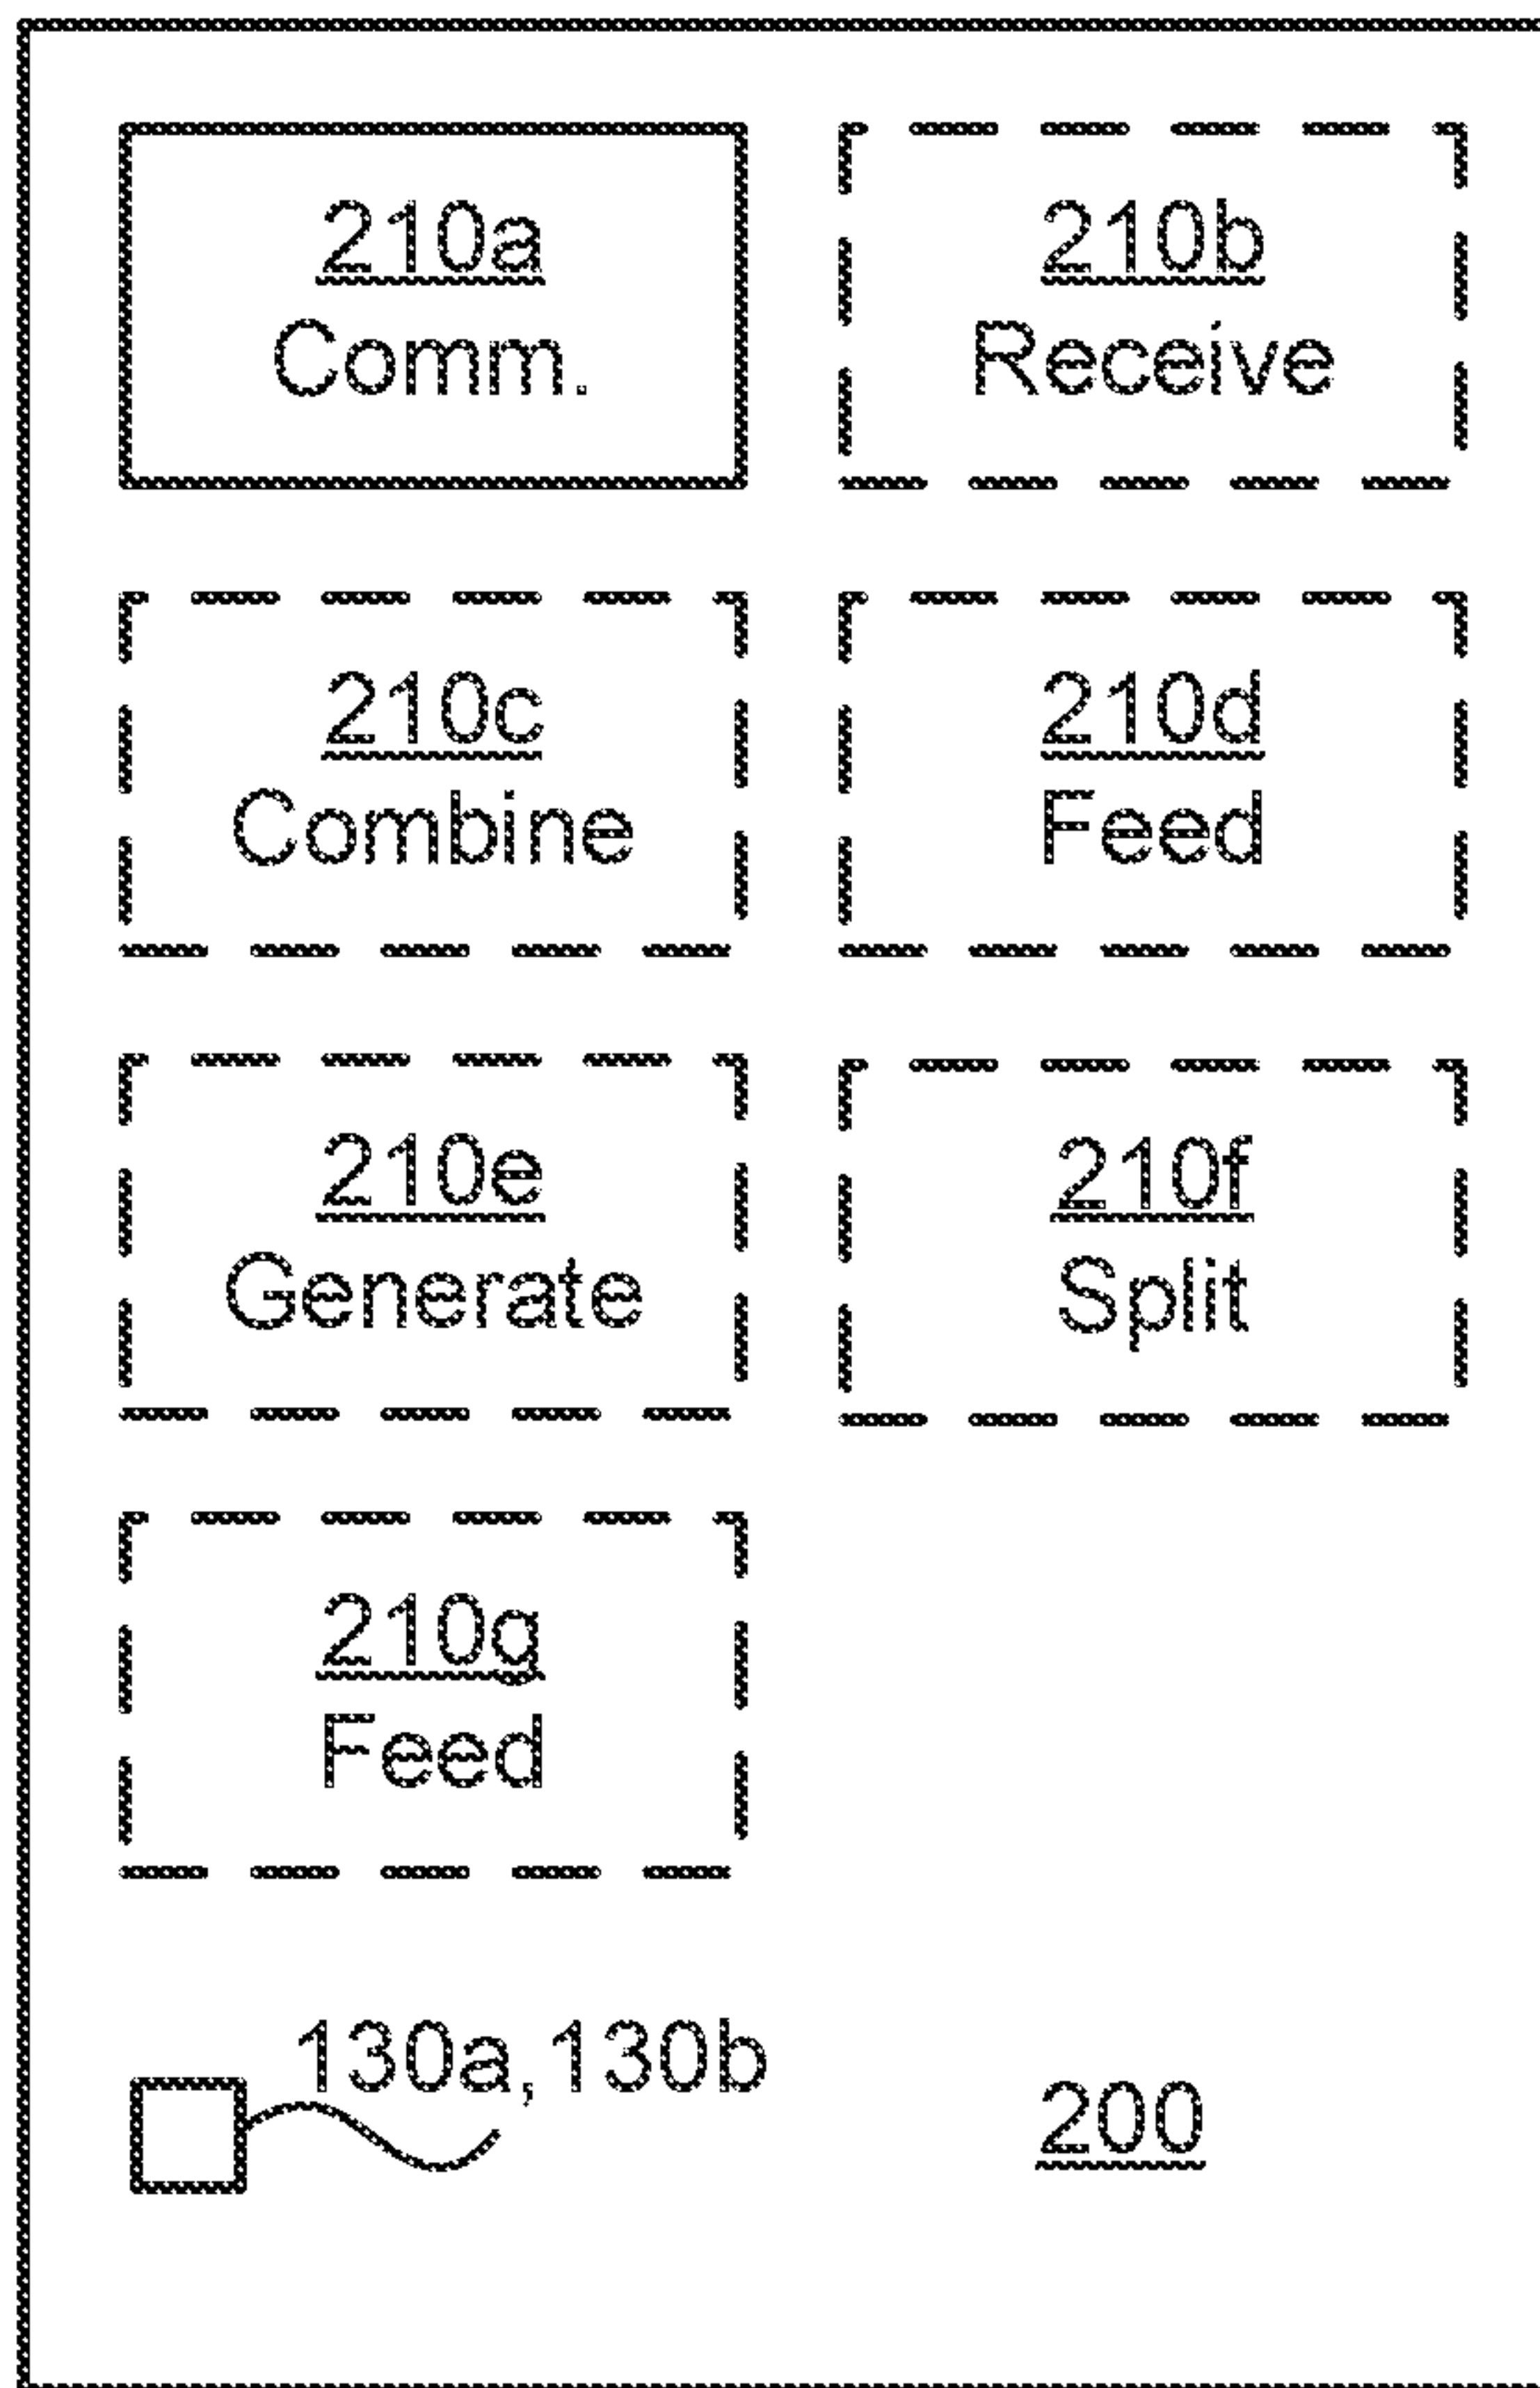 210a
Comm.
210b
Receive
210c
Combine
210d
Feed
210e
Generate
210f
Split
210g
Feed
130a,130b
200